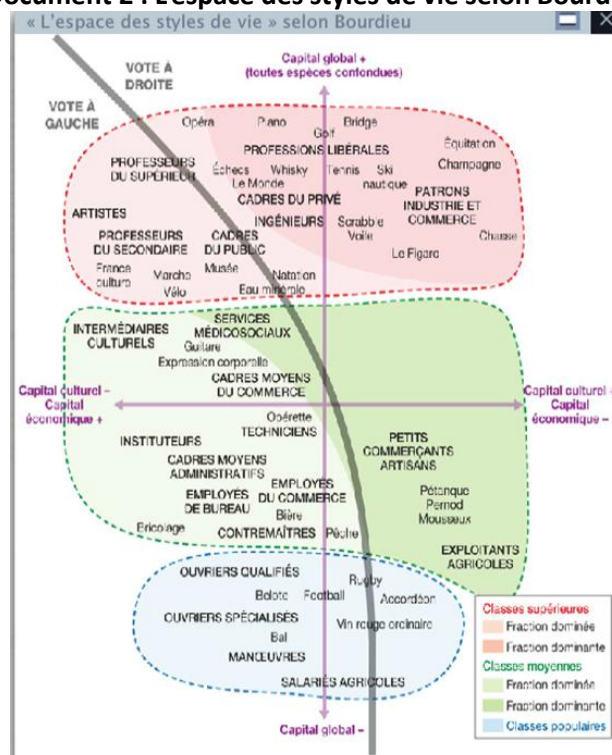 Document 2 : L'espace des styles de vie selon Bourdieu
« L'espace des styles de vie » selon Bourdieu
Capital global +
(toutes espèces confondues)
VOTE À
DROITE
VOTE À
GAUCHE
Opéra
Piano
Bridge
Golf
PROFESSIONS LIBÉRALES
Équitation
PROFESSEURS
DU SUPÉRIEUR
Échecs
Whisky
Tennis
Ski
nautique
Champagne
Le Monde
CADRES DU PRIVÉ
PATRONS
INDUSTRIE ET
COMMERCE
ARTISTES
INGÉNIEURS
Scrabble
Voile
Chasse
PROFESSEURS
DU SECONDAIRE
CADRES
DU PUBLIC
Le Figaro
France
culture
Marche
Vélo
Musée
Natation
Eau minérale
INTERMÉDIAIRES
CULTURELS
SERVICES
MÉDICOSOCIAUX
Guitare
Expression corporelle
CADRES MOYENS
DU COMMERCE
Capital culturel –
Capital
économique +
Capital culturel +
Capital
économique –
Opérette
TECHNICIENS
INSTITUTEURS
PETITS
COMMERÇANTS
ARTISANS
CADRES MOYENS
ADMINISTRATIFS
EMPLOYÉS
DE BUREAU
EMPLOYÉS
DU COMMERCE
Pétanque
Pernod
Mousseux
Bière
Bricolage
CONTREMAÎTRES
Pêche
EXPLOITANTS
AGRICOLES
OUVRIERS QUALIFIÉS
Rugby
Belote
Football
Accordéon
OUVRIERS SPÉCIALISÉS
Vin rouge ordinaire
Bal
MANŒUVRES
SALARIÉS AGRICOLES
Capital global –
Classes supérieures
Fraction dominée
Fraction dominante
Classes moyennes
Fraction dominée
Fraction dominante
Classes populaires